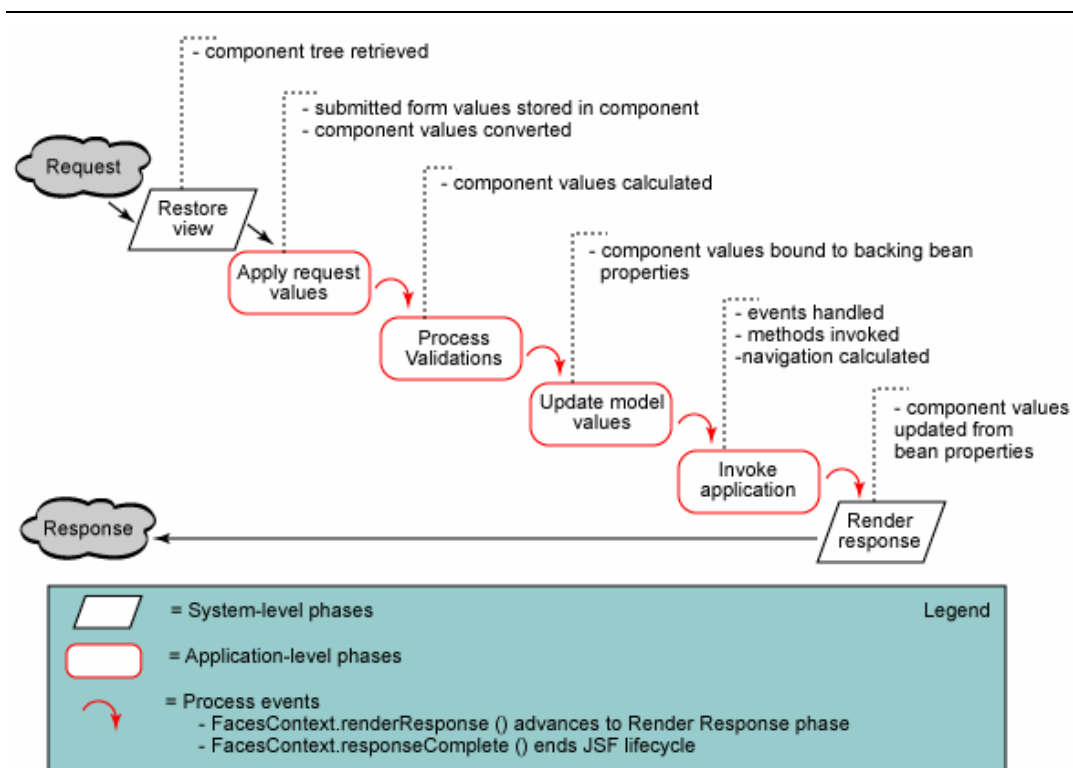 - component tree retrieved
- submitted form values stored in component
- component values converted
Request
- component values calculated
Restore
view
- component values bound to backing bean
properties
Apply request
values
- events handled
- methods invoked
-navigation calculated
Process
Validations
- component values
updated from
bean properties
Update model
values
Invoke
application
Response
Render
response
= System-level phases
Legend
= Application-level phases
= Process events
- FacesContext.renderResponse () advances to Render Response phase
- FacesContext.responseComplete () ends JSF lifecycle